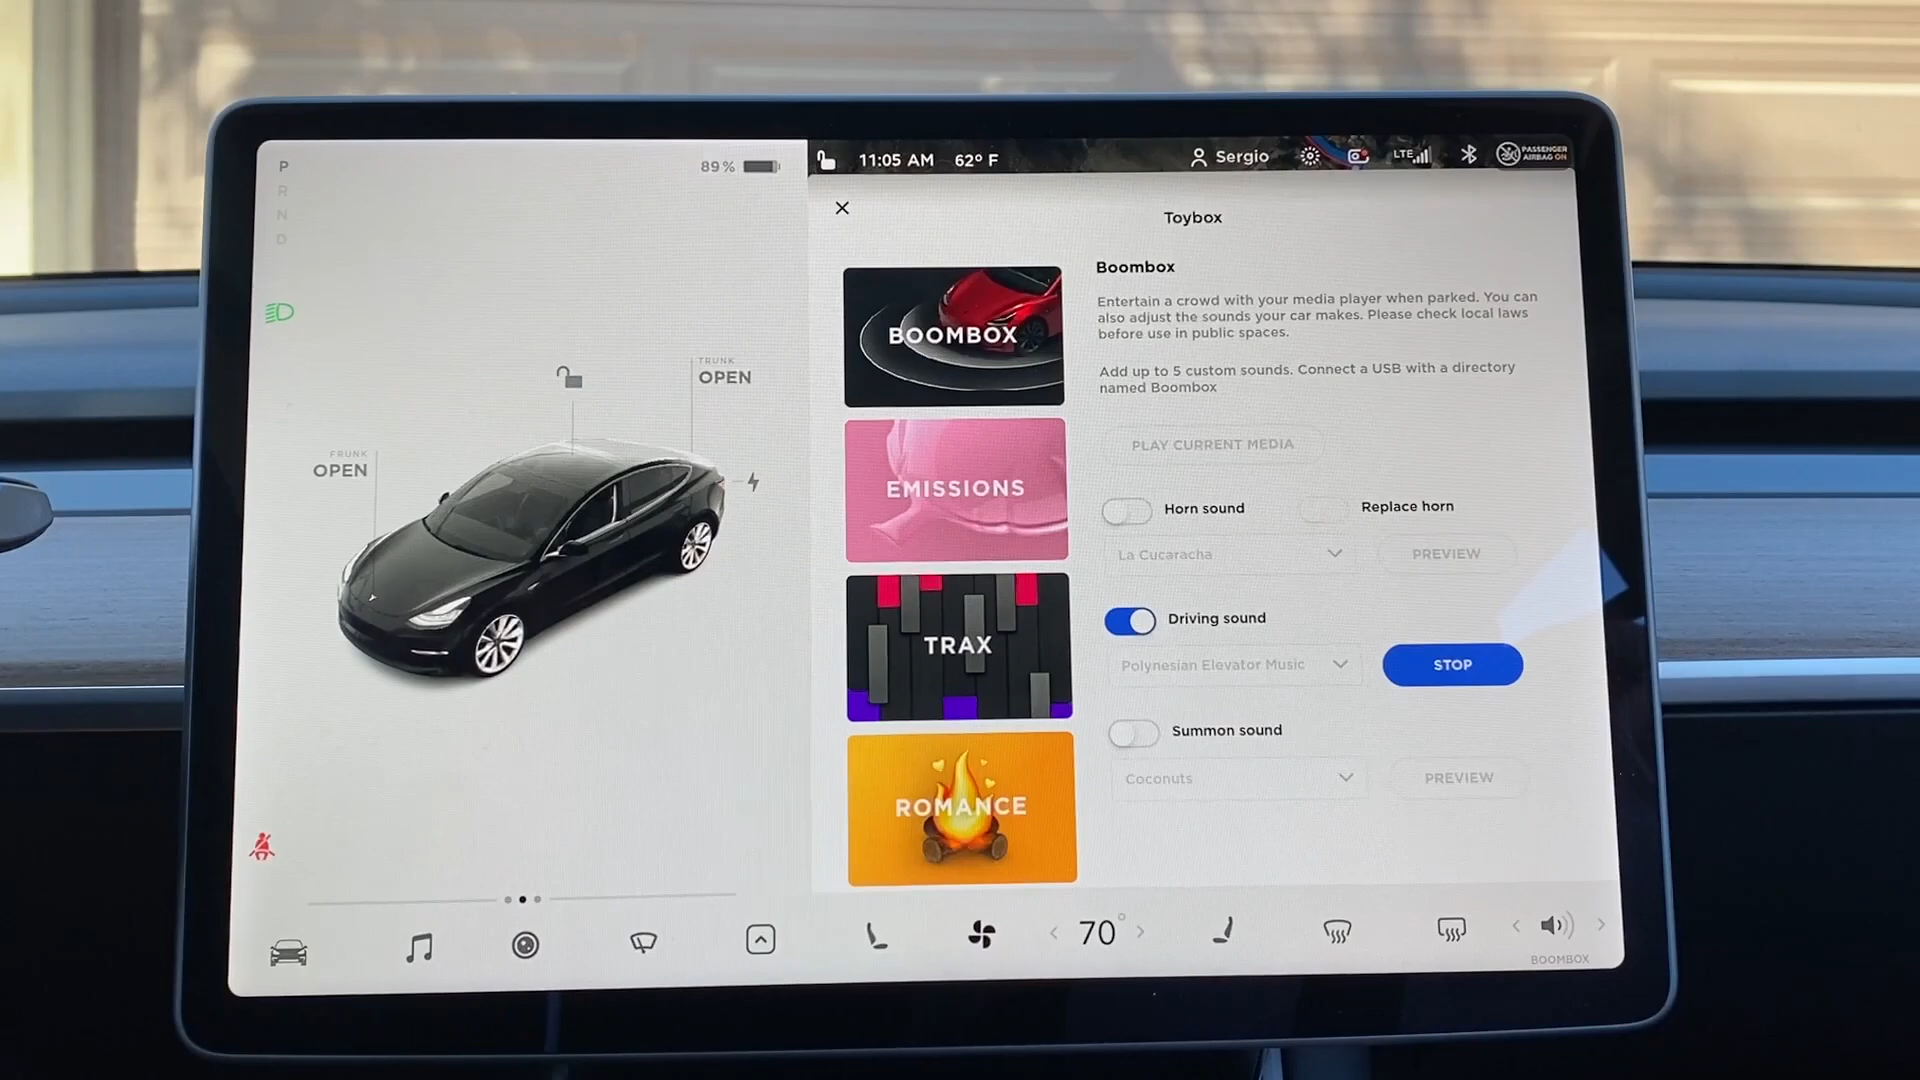 P
R
N
D
89 %
11:05 AM
62° F
Sergio
LTE
PASSENGER
AIRBAG ON
TRUNK
OPEN
FRUNK
OPEN
Toybox
BOOMBOX
EMISSIONS
TRAX
ROMANCE
Boombox
Entertain a crowd with your media player when parked. You can
also adjust the sounds your car makes. Please check local laws
before use in public spaces.
Add up to 5 custom sounds. Connect a USB with a directory
named Boombox
PLAY CURRENT MEDIA
Horn sound
Replace horn
La Cucaracha
PREVIEW
Driving sound
Polynesian Elevator Music
STOP
Summon sound
Coconuts
PREVIEW
70°
BOOMBOX